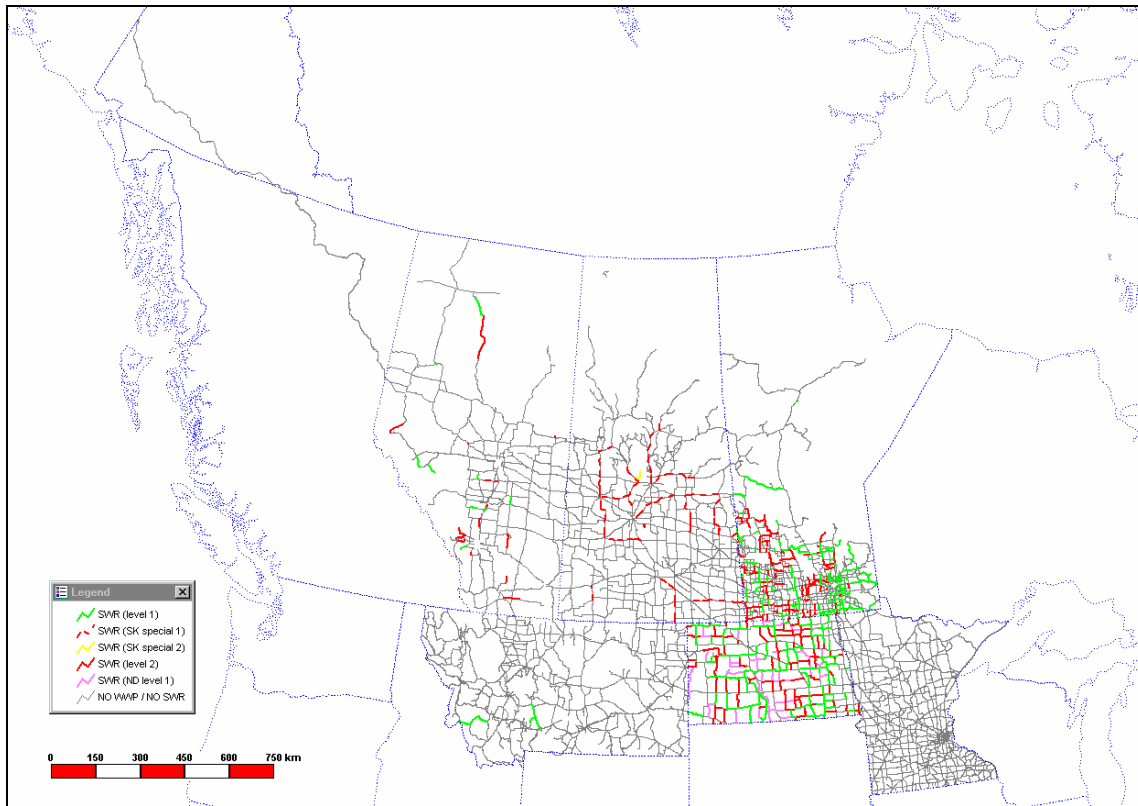 Legend
SWR (level 1)
SWR (SK special 1)
SWR (SK special 2)
SWR (level 2)
SWR (ND level 1)
NO WWP / NO SWR
0 150 300 450 600 750 km